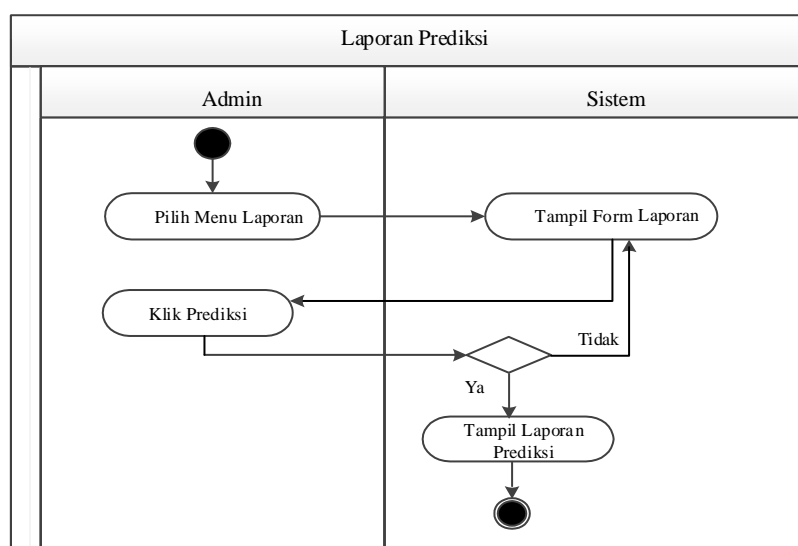 Laporan Prediksi
Admin
Sistem
Pilih Menu Laporan
Tampil Form Laporan
Klik Prediksi
Tidak
Ya
Tampil Laporan
Prediksi